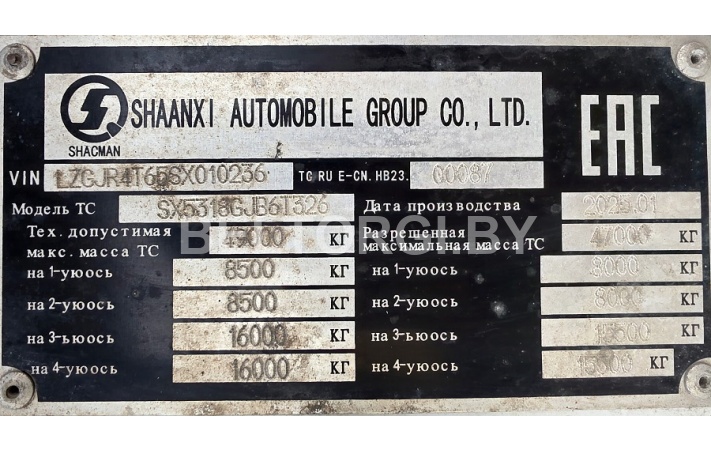 SHAANXI AUTOMOBILE GROUP CO., LTD.
SHACMAN
EAC
VIN LZGJR4T65SX010236 TC RU E-CN. HB23. 00087
Модель ТС SX5318GJB6T326 Дата производства 2025.01
Тех. допустимая макс. масса ТС 49000 КГ Разрешенная максимальная масса ТС 47000 КГ
на 1-уюось 8500 КГ на 1-уюось 8000 КГ
на 2-уюось 8500 КГ на 2-уюось 8000 КГ
на 3-ьюось 16000 КГ на 3-ьюось 15500 КГ
на 4-уюось 16000 КГ на 4-уюось 15500 КГ
BELTORGI.BY